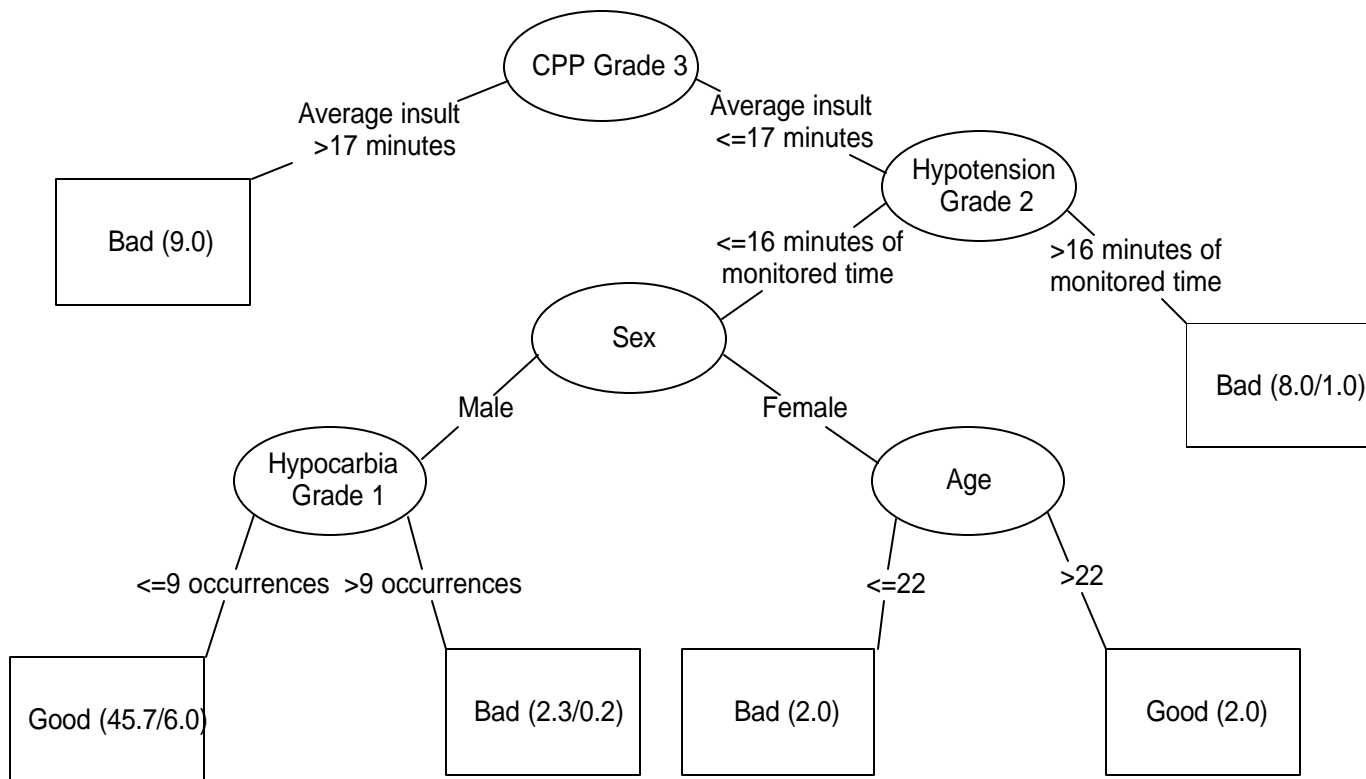 CPP Grade 3
Average insult
>17 minutes
Average insult
<=17 minutes
Bad (9.0)
Hypotension
Grade 2
<=16 minutes of
monitored time
>16 minutes of
monitored time
Sex
Bad (8.0/1.0)
Male
Female
Hypocarbia
Grade 1
Age
<=9 occurrences
>9 occurrences
<=22
>22
Good (45.7/6.0)
Bad (2.3/0.2)
Bad (2.0)
Good (2.0)